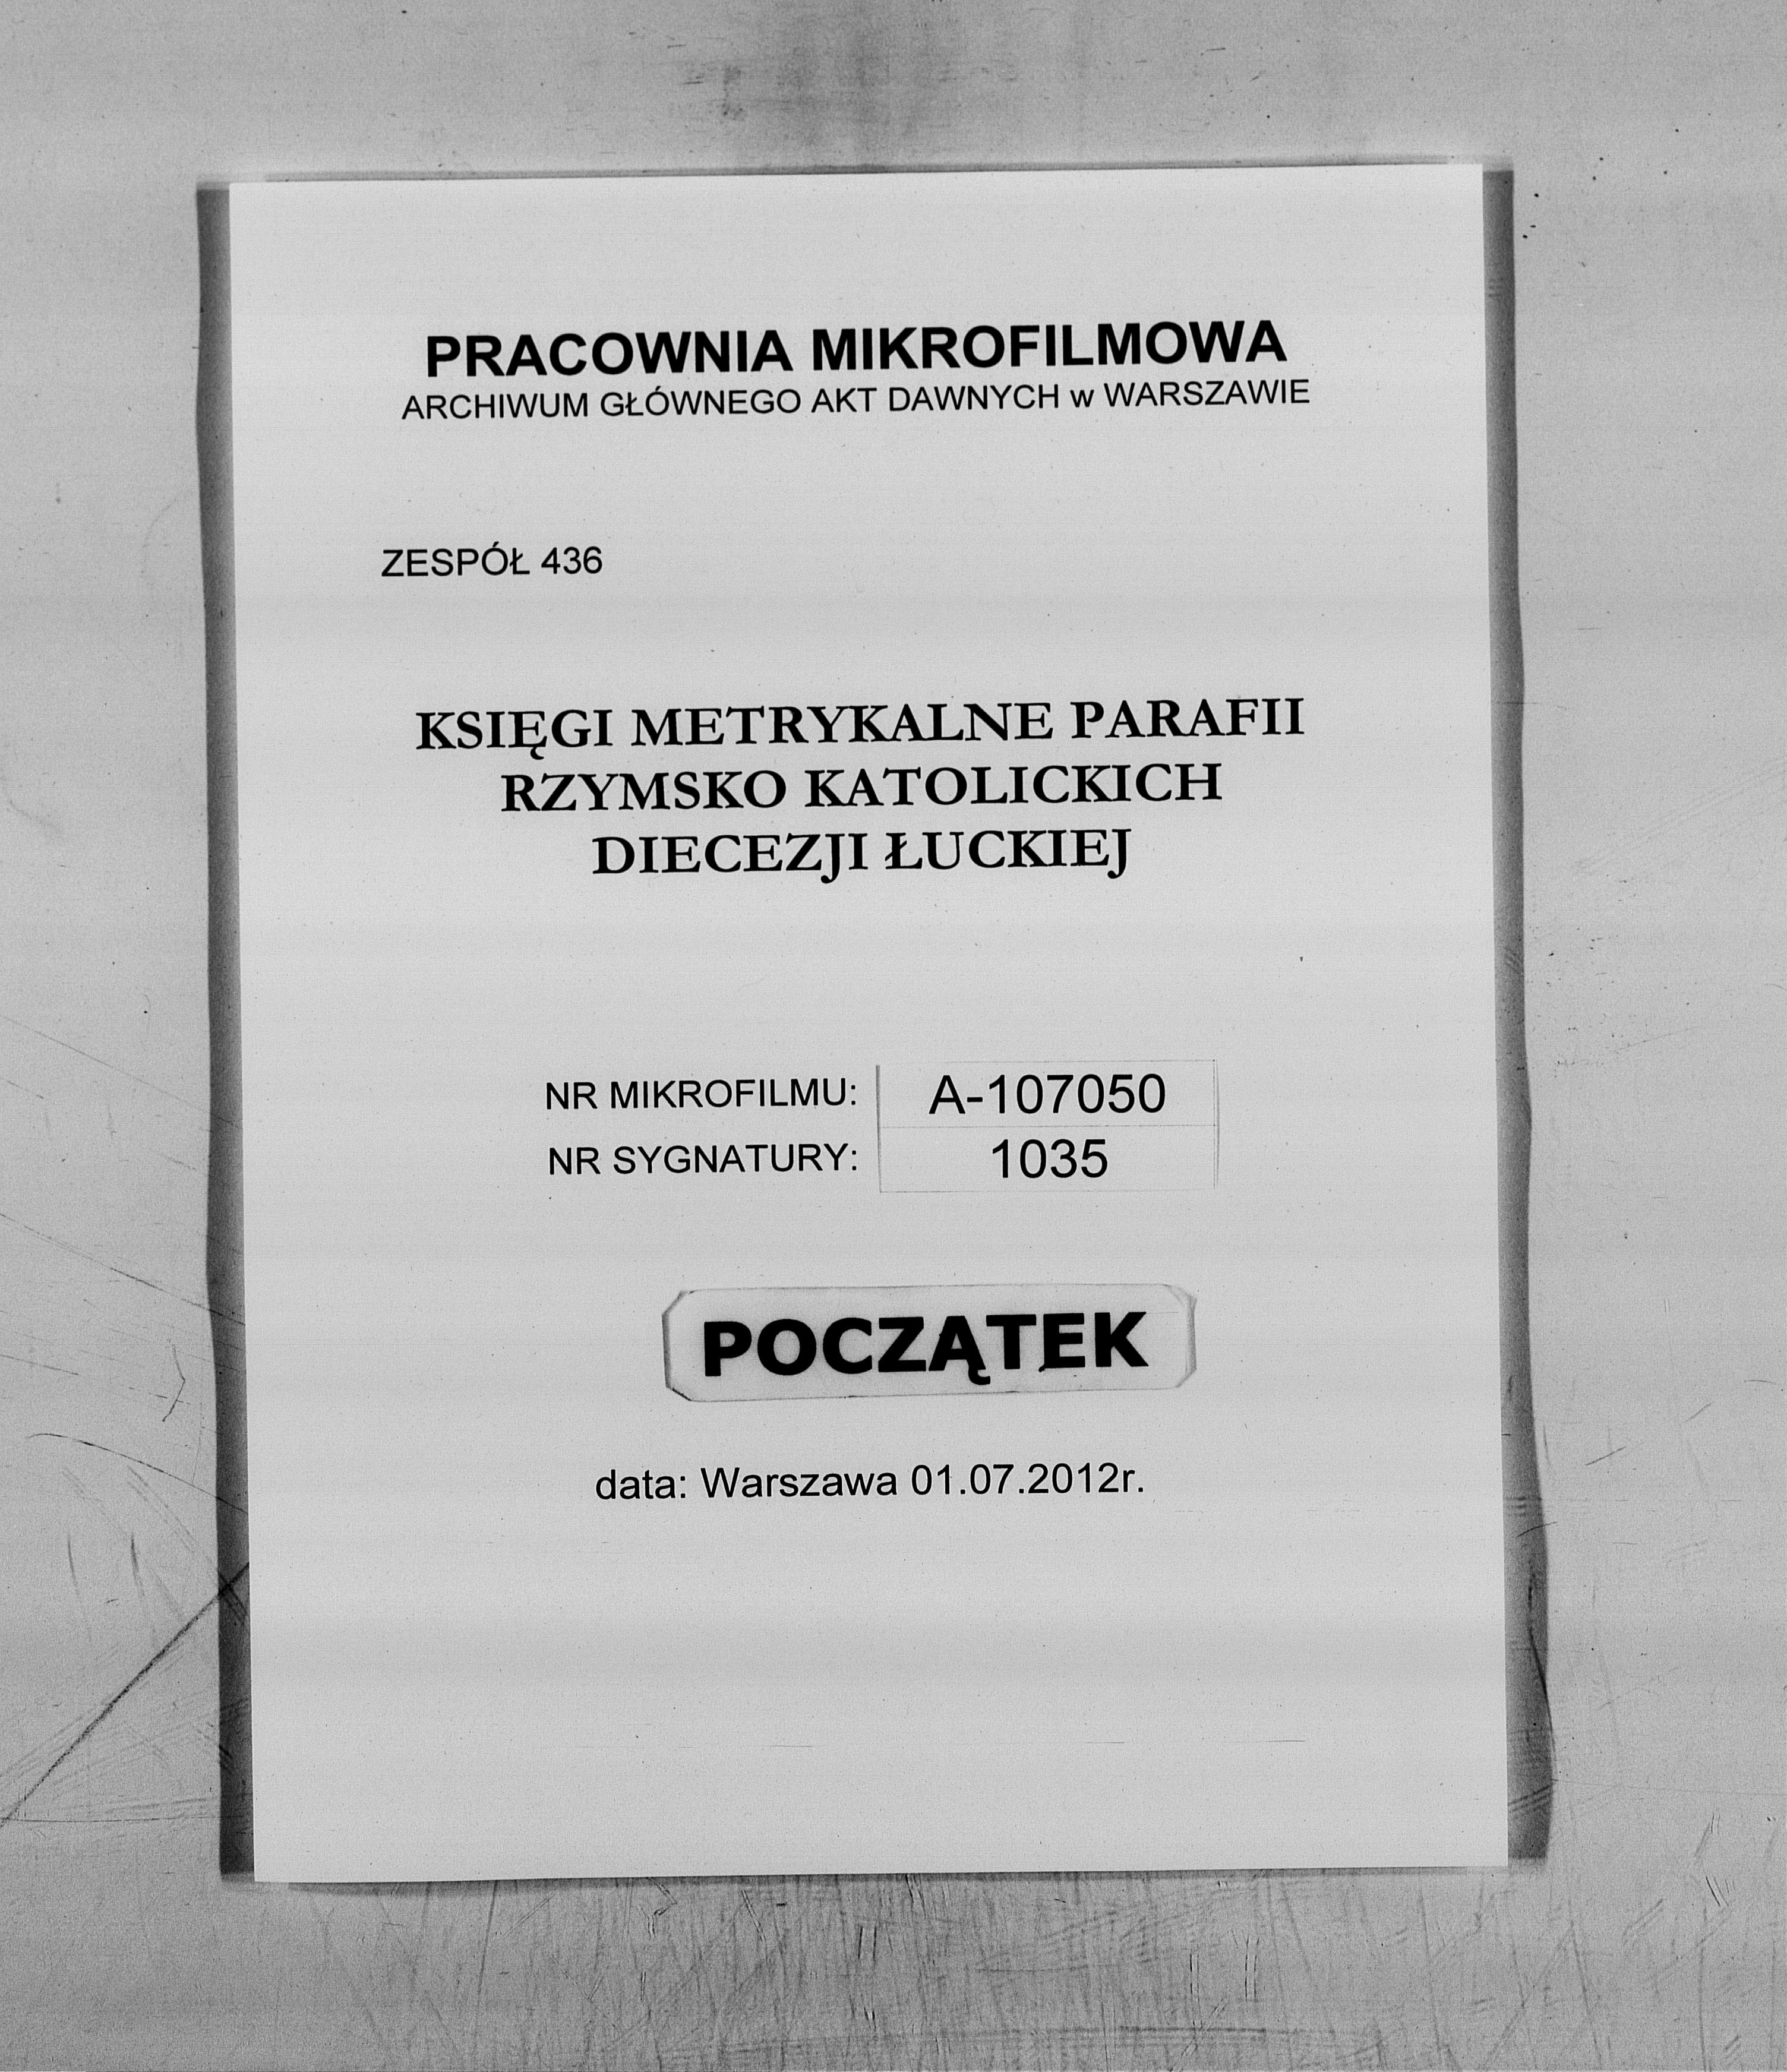 PRACOWNIA MIKROFILMOWA
ARCHIWUM GŁÓWNEGO AKT DAWNYCH w WARSZAWIE
ZESPÓŁ 436
KSIĘGI METRYKALNE PARAFII
RZYMSKO KATOLICKICH
DIECEZJI ŁUCKIEJ
NR MIKROFILMU: A-107050
NR SYGNATURY: 1035
POCZĄTEK
data: Warszawa 01.07.2012r.